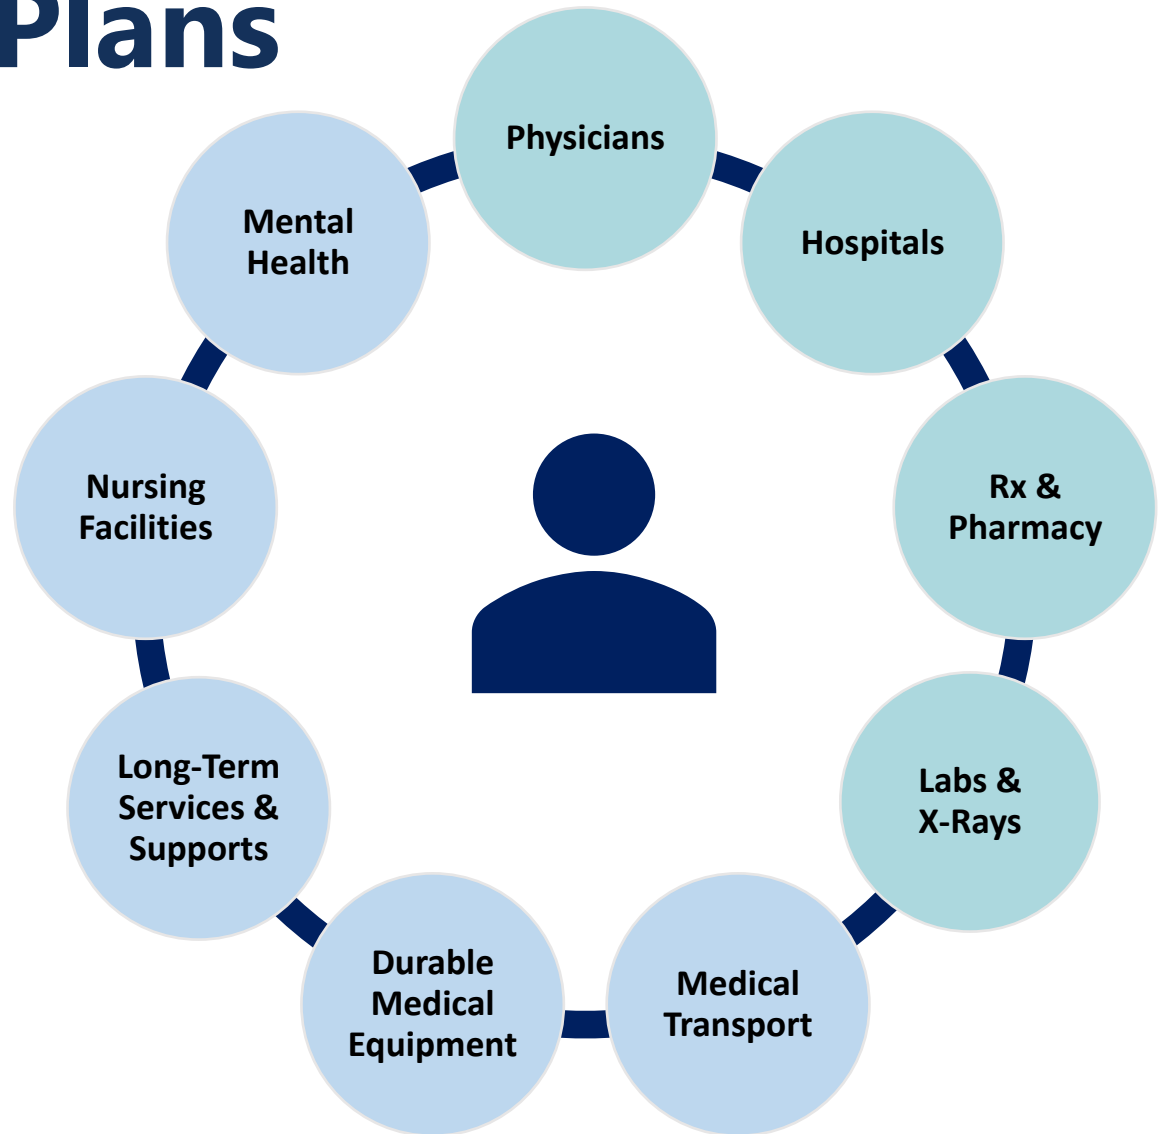 Plans
Physicians
Hospitals
Rx &
Pharmacy
Labs &
X-Rays
Medical
Transport
Durable
Medical
Equipment
Long-Term
Services &
Supports
Nursing
Facilities
Mental
Health